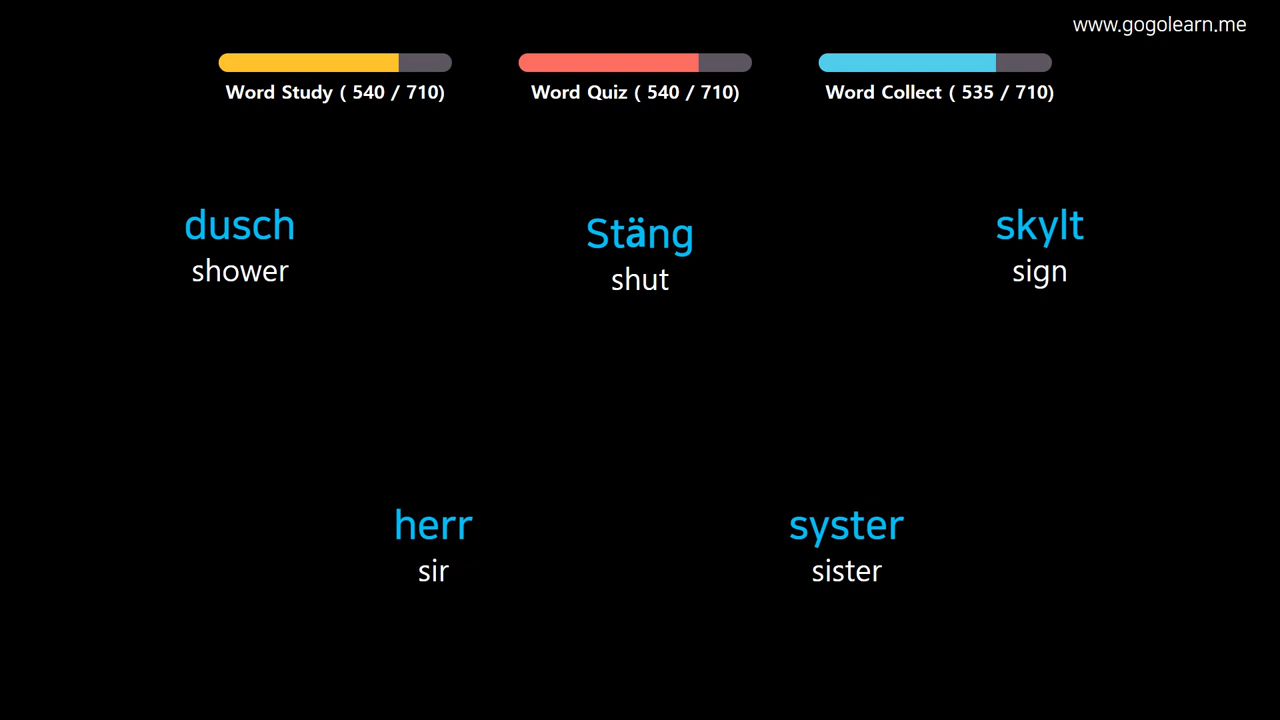 www.gogolearn.me
Word Study ( 540 / 710)
Word Quiz ( 540 / 710)
Word Collect ( 535 / 710)
dusch
shower
Stäng
shut
skylt
sign
herr
sir
syster
sister